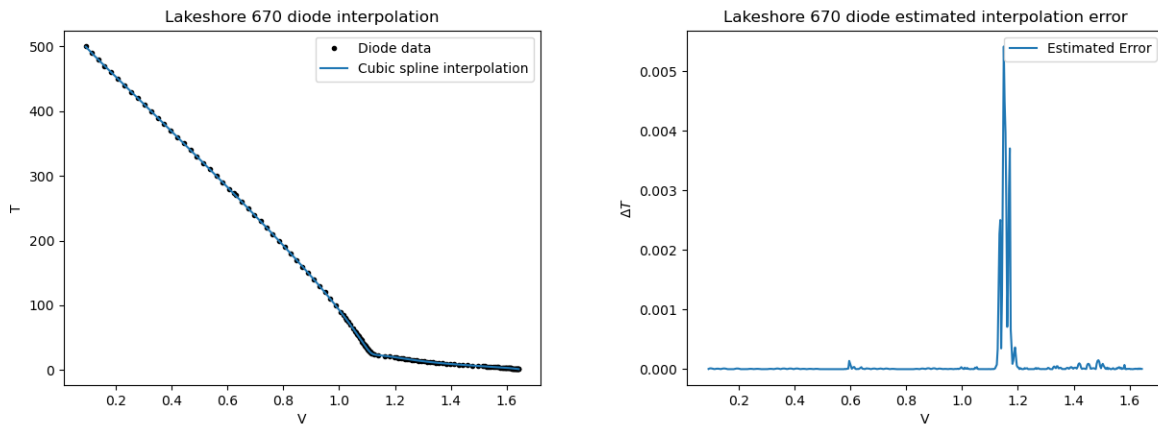 Lakeshore 670 diode interpolation
Diode data
Cubic spline interpolation
500
400
300
200
100
0
T
0.2 0.4 0.6 0.8 1.0 1.2 1.4 1.6
V
Lakeshore 670 diode estimated interpolation error
Estimated Error
0.005
0.004
0.003
0.002
0.001
0.000
ΔT
0.2 0.4 0.6 0.8 1.0 1.2 1.4 1.6
V